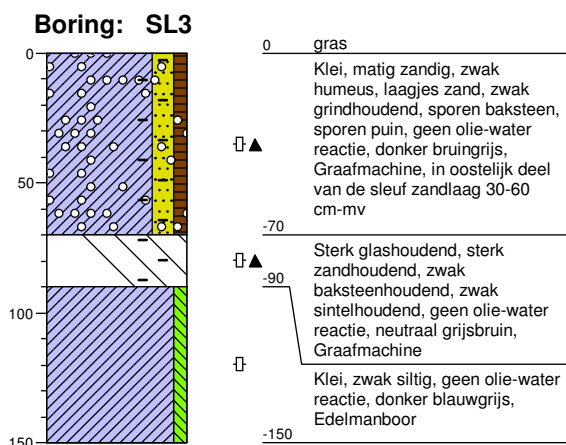 Boring: SL3
0
50
100
150
0 gras
Klei, matig zandig, zwak
humeus, laagjes zand, zwak
grindhoudend, sporen baksteen,
sporen puin, geen olie-water
reactie, donker bruingrijs,
Graafmachine, in oostelijk deel
van de sleuf zandlaag 30-60
cm-mv
-70
Sterk glashoudend, sterk
zandhoudend, zwak
baksteenhoudend, zwak
sintelhoudend, geen olie-water
reactie, neutraal grijsbruin,
Graafmachine
-90
Klei, zwak siltig, geen olie-water
reactie, donker blauwgrijs,
Edelmanboor
-150